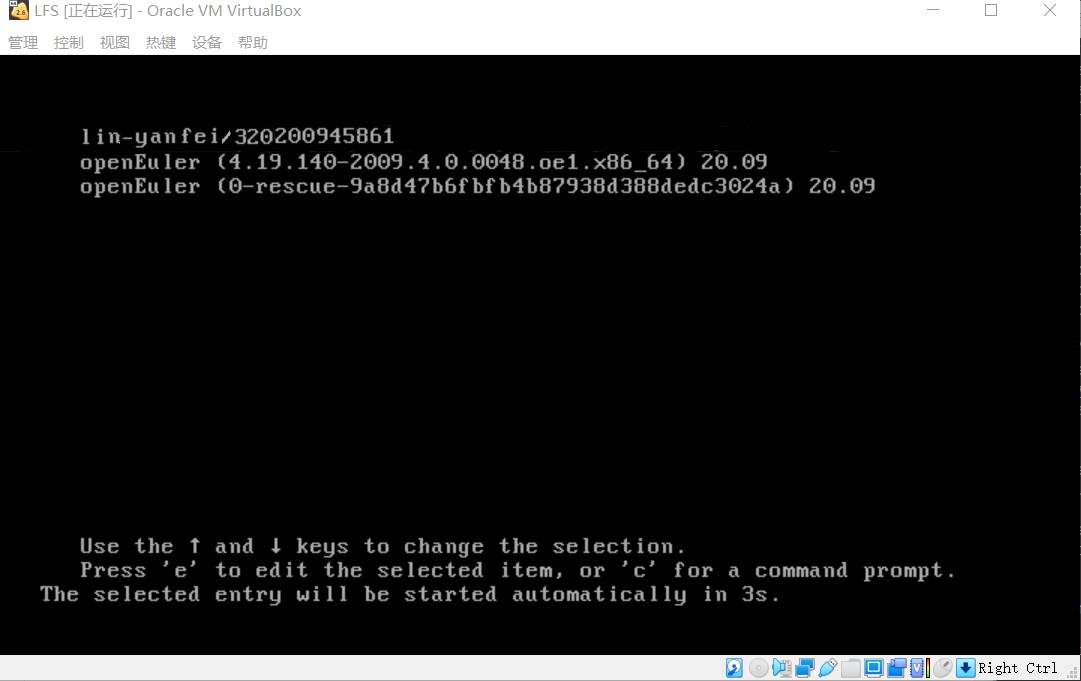 LFS [正在运行] - Oracle VM VirtualBox
管理 控制 视图 热键 设备 帮助
lin-yanfei/320200945861
openEuler (4.19.140-2009.4.0.0048.oe1.x86_64) 20.09
openEuler (0-rescue-9a8d47b6fbfb4b87938d388dedc3024a) 20.09
Use the ↑ and ↓ keys to change the selection.
Press 'e' to edit the selected item, or 'c' for a command prompt.
The selected entry will be started automatically in 3s.
Right Ctrl